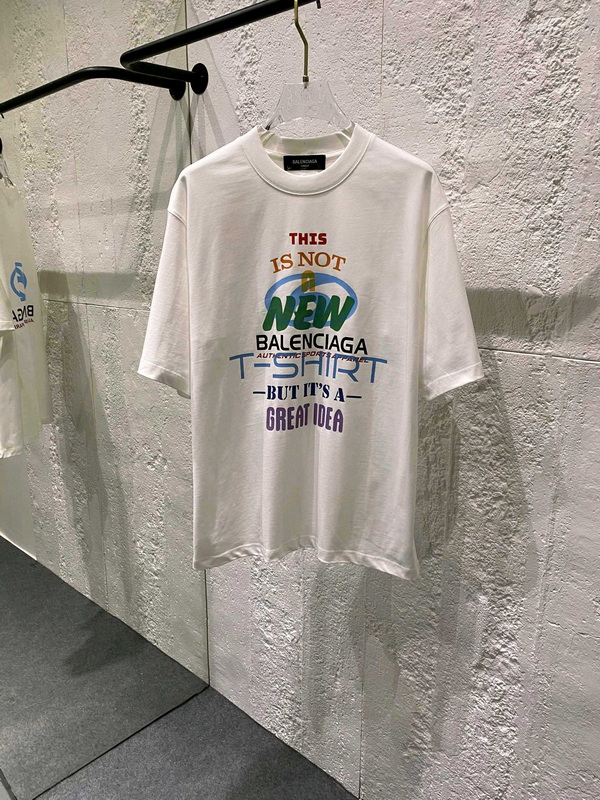 BALENCIAGA
THIS
IS NOT
A
NEW
BALENCIAGA
AUTHENTIC SPORTS APPAREL
T-SHIRT
—BUT IT'S A—
GREAT IDEA